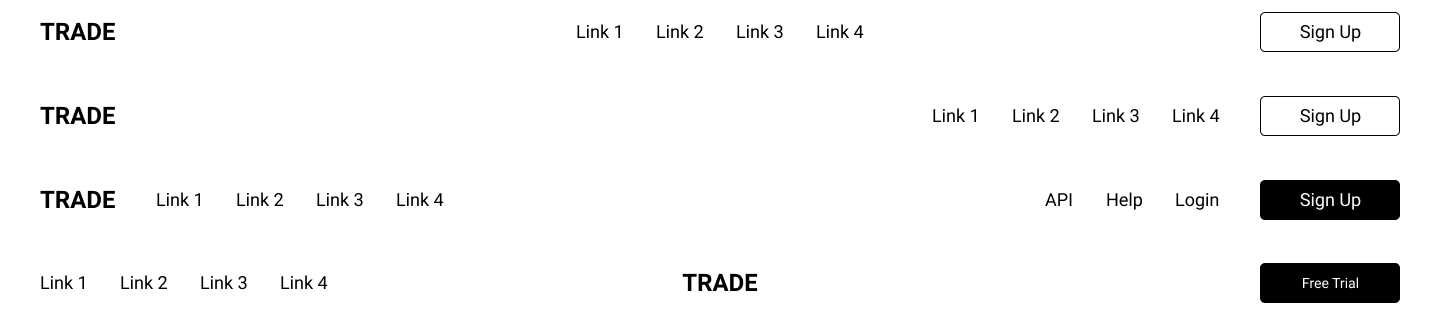 TRADE Link 1 Link 2 Link 3 Link 4 Sign Up
TRADE Link 1 Link 2 Link 3 Link 4 Sign Up
TRADE Link 1 Link 2 Link 3 Link 4 API Help Login Sign Up
Link 1 Link 2 Link 3 Link 4 TRADE Free Trial